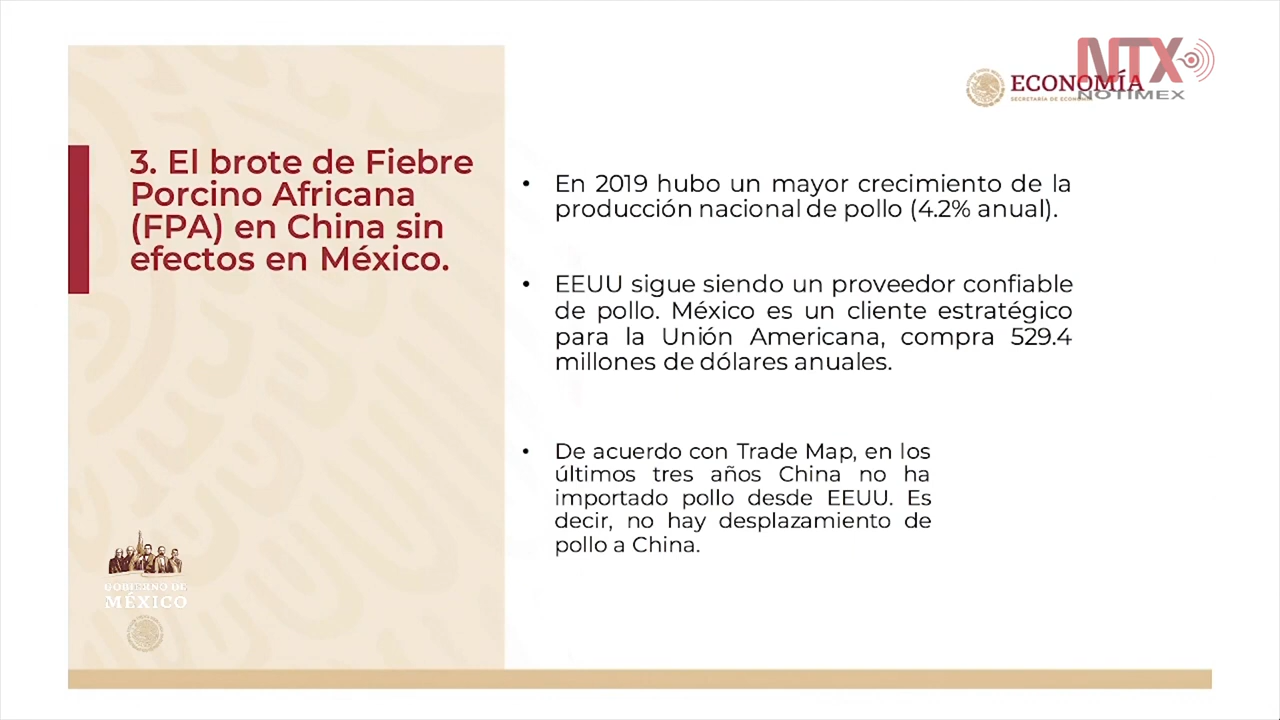 NTX
NOTIMEX
ECONOMÍA
SECRETARÍA DE ECONOMÍA
3. El brote de Fiebre
Porcino Africana
(FPA) en China sin
efectos en México.
• En 2019 hubo un mayor crecimiento de la
producción nacional de pollo (4.2% anual).
• EEUU sigue siendo un proveedor confiable
de pollo. México es un cliente estratégico
para la Unión Americana, compra 529.4
millones de dólares anuales.
• De acuerdo con Trade Map, en los
últimos tres años China no ha
importado pollo desde EEUU. Es
decir, no hay desplazamiento de
pollo a China.
GOBIERNO DE
MÉXICO